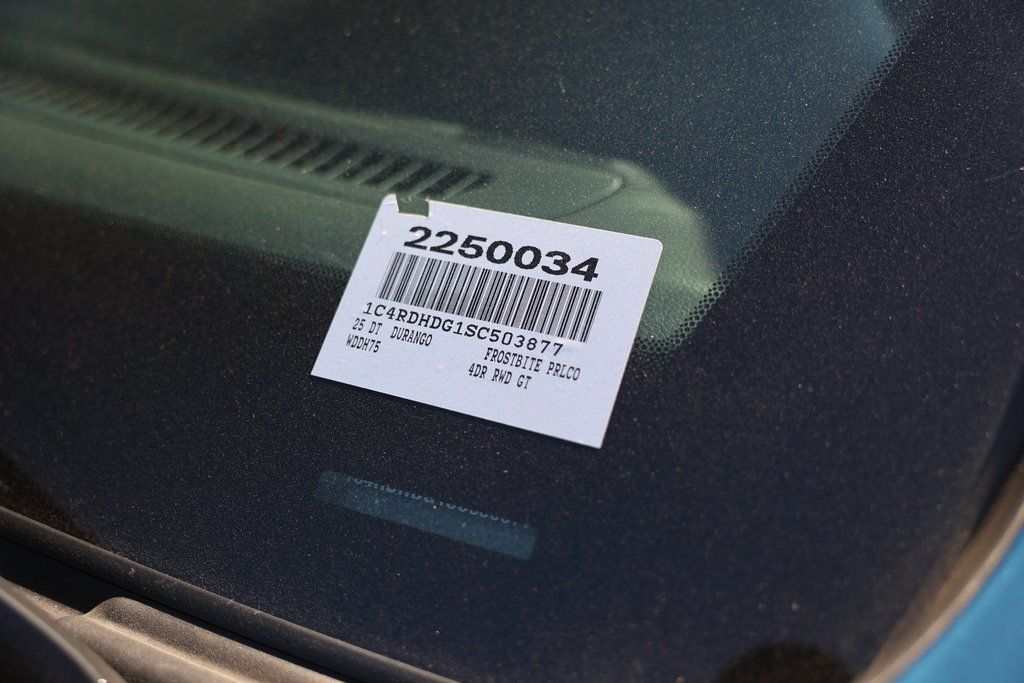 2250034
1C4RDHDG1SC503877
25 DT DURANGO FROSTBITE PRLCO
WDDH75 4DR RWD GT